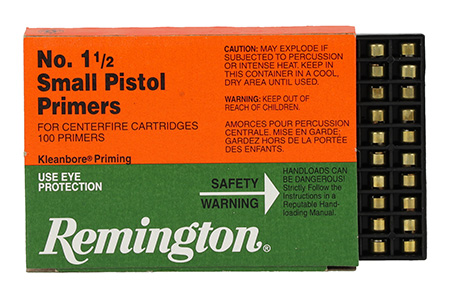 No. 1 1/2
Small Pistol
Primers
FOR CENTERFIRE CARTRIDGES
100 PRIMERS
Kleanbore® Priming
CAUTION: MAY EXPLODE IF
SUBJECTED TO PERCUSSION
OR INTENSE HEAT. KEEP IN
THIS CONTAINER IN A COOL,
DRY AREA UNTIL USED.
WARNING: KEEP OUT OF
REACH OF CHILDREN.
AMORCES POUR PERCUSSION
CENTRALE. MISE EN GARDE;
GARDEZ HORS DE LA PORTÉE
DES ENFANTS.
USE EYE
PROTECTION
SAFETY
WARNING
HANDLOADS CAN
BE DANGEROUS!
Strictly Follow the
Instructions in a
Reputable Hand-
loading Manual.
Remington®